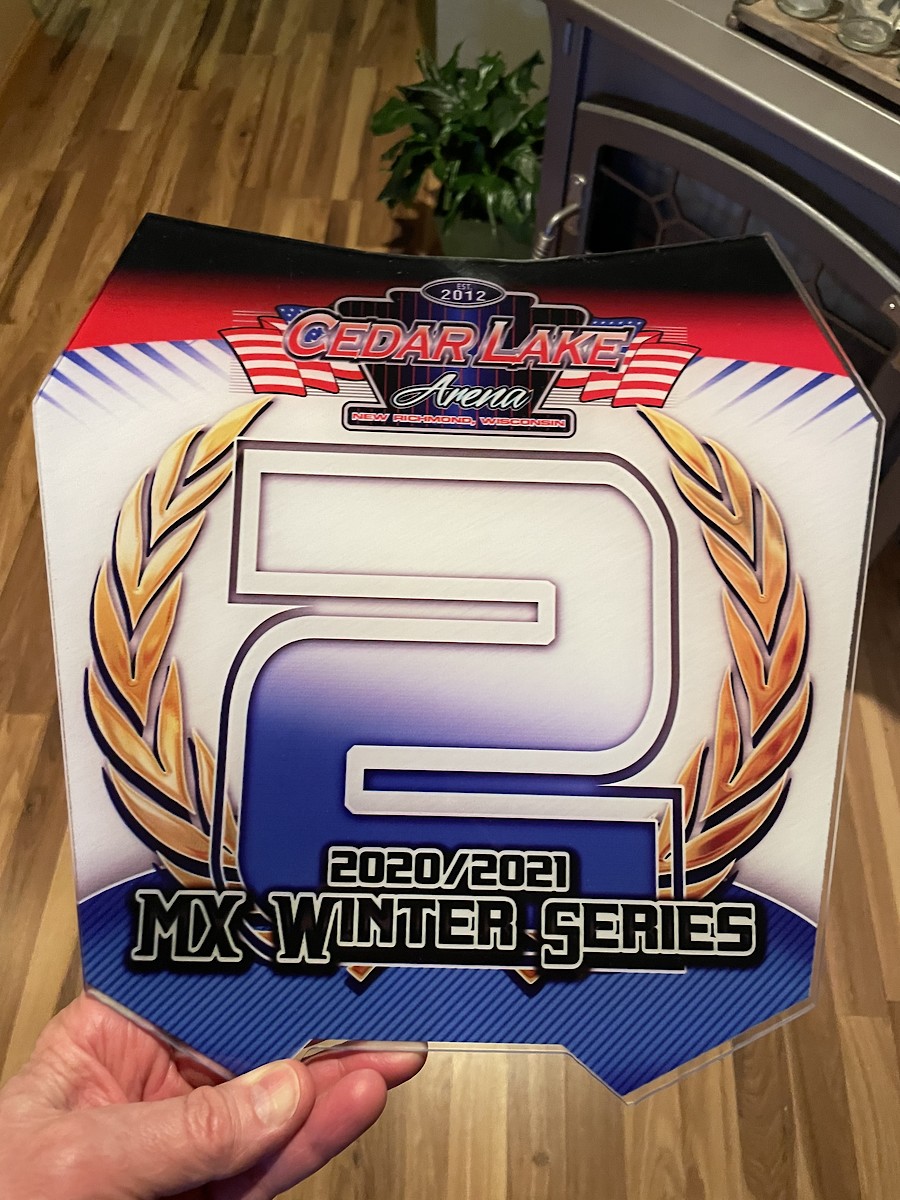 EST.
2012
CEDAR LAKE
Arena
NEW RICHMOND, WISCONSIN
2
2020/2021
MX WINTER SERIES